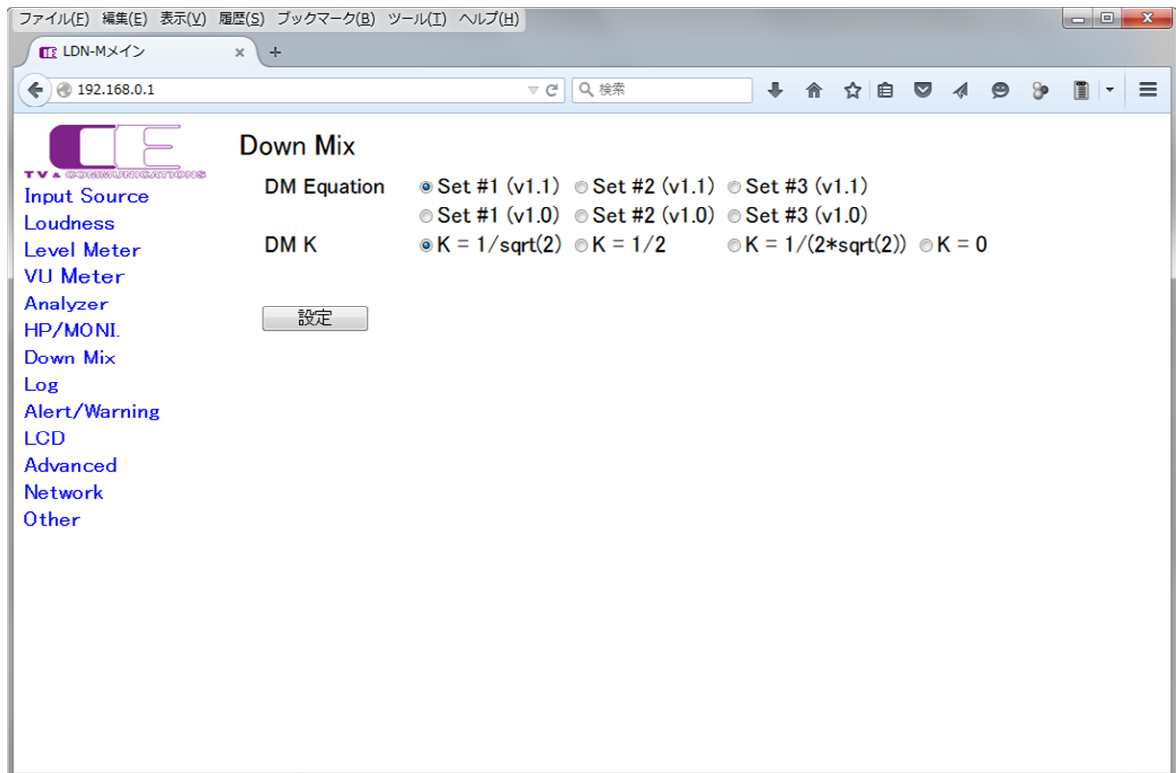 ファイル(F) 編集(E) 表示(V) 履歴(S) ブックマーク(B) ツール(T) ヘルプ(H)
LDN-Mメイン
192.168.0.1
検索
TV & COMMUNICATIONS
Input Source
Loudness
Level Meter
VU Meter
Analyzer
HP/MONI.
Down Mix
Log
Alert/Warning
LCD
Advanced
Network
Other
Down Mix
DM Equation Set #1 (v1.1) Set #2 (v1.1) Set #3 (v1.1)
Set #1 (v1.0) Set #2 (v1.0) Set #3 (v1.0)
DM K K = 1/sqrt(2) K = 1/2 K = 1/(2*sqrt(2)) K = 0
設定